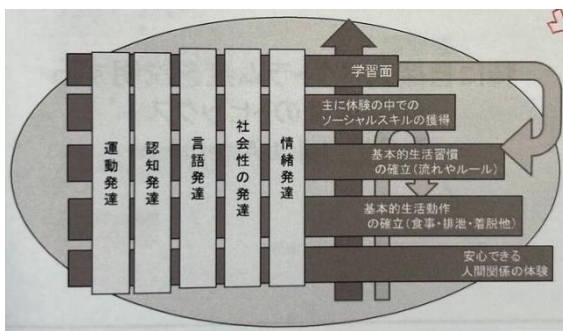 運動発達
認知発達
言語発達
社会性の発達
情緒発達
学習面
主に体験の中での
ソーシャルスキルの獲得
基本的生活習慣
の確立(流れやルール)
基本的生活動作
の確立(食事・排泄・着脱他)
安心できる
人間関係の体験